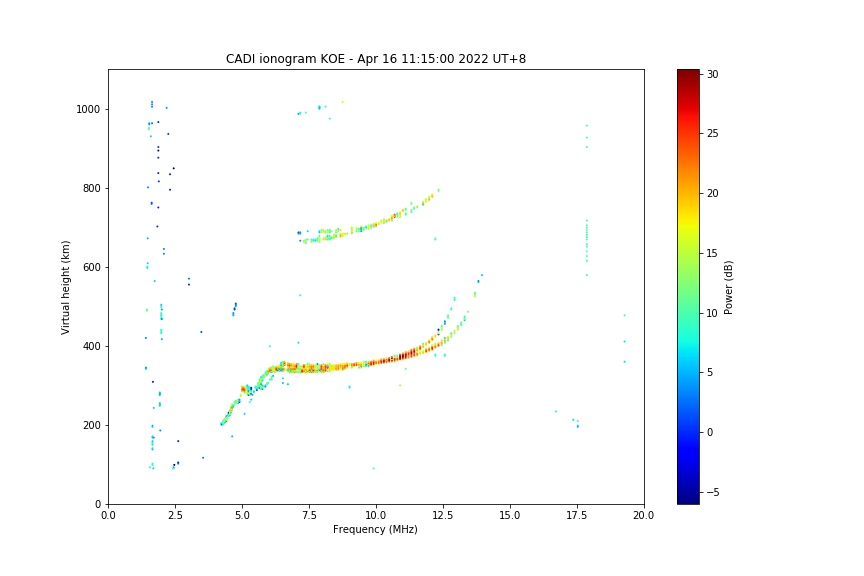 CADI ionogram KOE - Apr 16 11:15:00 2022 UT+8
Virtual height (km)
1000
800
600
400
200
0
0.0 2.5 5.0 7.5 10.0 12.5 15.0 17.5 20.0
Frequency (MHz)
30
25
20
15
10
5
0
−5
Power (dB)